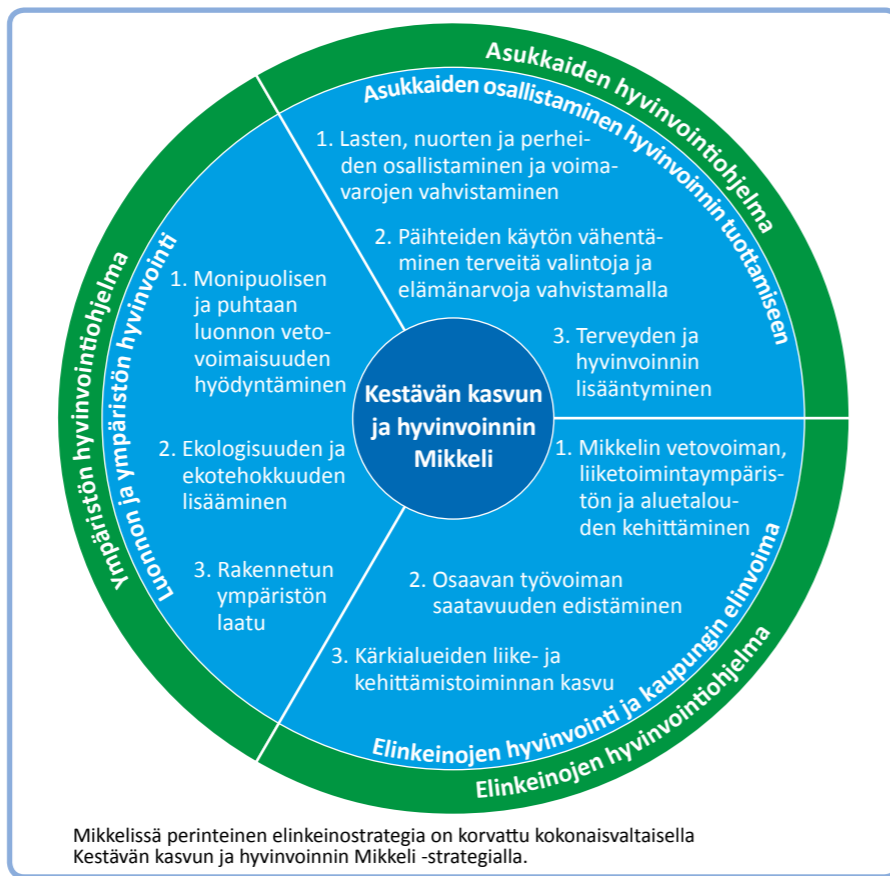 Asukkaiden hyvinvointiohjelma
Asukkaiden osallistaminen hyvinvoinnin tuottamiseen
1. Lasten, nuorten ja perhei-
den osallistaminen ja voima-
varojen vahvistaminen
2. Päihteiden käytön vähentä-
minen terveitä valintoja ja
elämänarvoja vahvistamalla
3. Terveyden ja
hyvinvoinnin
lisääntyminen
Ympäristön hyvinvointiohjelma
Luonnon ja ympäristön hyvinvointi
1. Monipuolisen
ja puhtaan
luonnon veto-
voimaisuuden
hyödyntäminen
2. Ekologisuuden ja
ekotehokkuuden
lisääminen
3. Rakennetun
ympäristön
laatu
Kestävän kasvun
ja hyvinvoinnin
Mikkeli
1. Mikkelin vetovoiman,
liiketoimintaympäris-
tön ja aluetalou-
den kehittäminen
2. Osaavan työvoiman
saatavuuden edistäminen
3. Kärkialueiden liike- ja
kehittämistoiminnan kasvu
Elinkeinojen hyvinvointi ja kaupungin elinvoima
Elinkeinojen hyvinvointiohjelma
Mikkelissä perinteinen elinkeinostrategia on korvattu kokonaisvaltaisella
Kestävän kasvun ja hyvinvoinnin Mikkeli -strategialla.